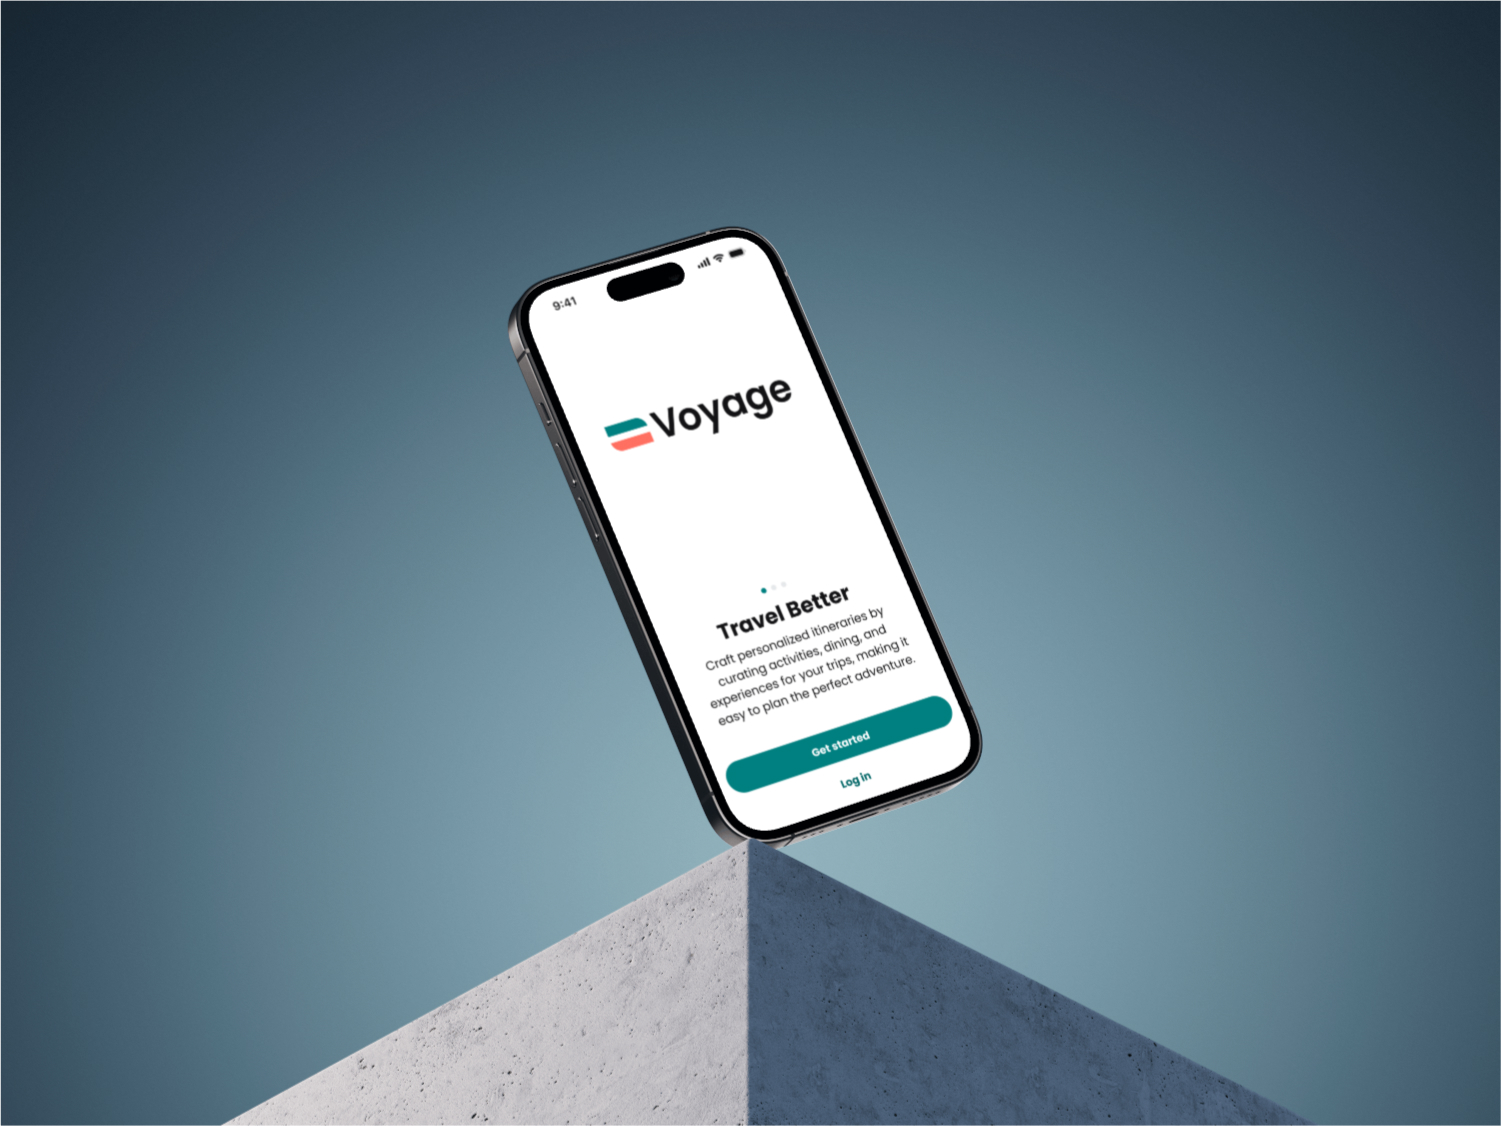 9:41
Voyage
Travel Better
Craft personalized itineraries by
curating activities, dining, and
experiences for your trips, making it
easy to plan the perfect adventure.
Get started
Log in